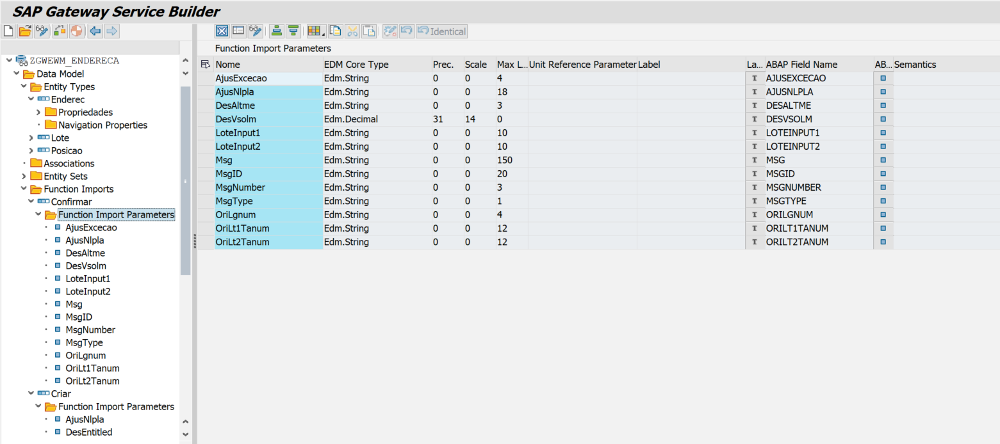 SAP Gateway Service Builder
Identical
Function Import Parameters
ZGWEWM_ENDERECA
Data Model
Entity Types
Enderec
Propriedades
Navigation Properties
Lote
Posicao
Associations
Entity Sets
Function Imports
Confirmar
Function Import Parameters
AjusExcecao
AjusNlpla
DesAltme
DesVsolm
LoteInput1
LoteInput2
Msg
MsgID
MsgNumber
MsgType
OriLgnum
OriLt1Tanum
OriLt2Tanum
Criar
Function Import Parameters
AjusNlpla
DesEntitled
Nome EDM Core Type Prec. Scale Max L... Unit Reference Parameter Label La... ABAP Field Name AB... Semantics
AjusExcecao Edm.String 0 0 4 T AJUSEXCECAO
AjusNlpla Edm.String 0 0 18 T AJUSNLPLA
DesAltme Edm.String 0 0 3 T DESALTME
DesVsolm Edm.Decimal 31 14 0 T DESVSOLM
LoteInput1 Edm.String 0 0 10 T LOTEINPUT1
LoteInput2 Edm.String 0 0 10 T LOTEINPUT2
Msg Edm.String 0 0 150 T MSG
MsgID Edm.String 0 0 20 T MSGID
MsgNumber Edm.String 0 0 3 T MSGNUMBER
MsgType Edm.String 0 0 1 T MSGTYPE
OriLgnum Edm.String 0 0 4 T ORILGNUM
OriLt1Tanum Edm.String 0 0 12 T ORILT1TANUM
OriLt2Tanum Edm.String 0 0 12 T ORILT2TANUM